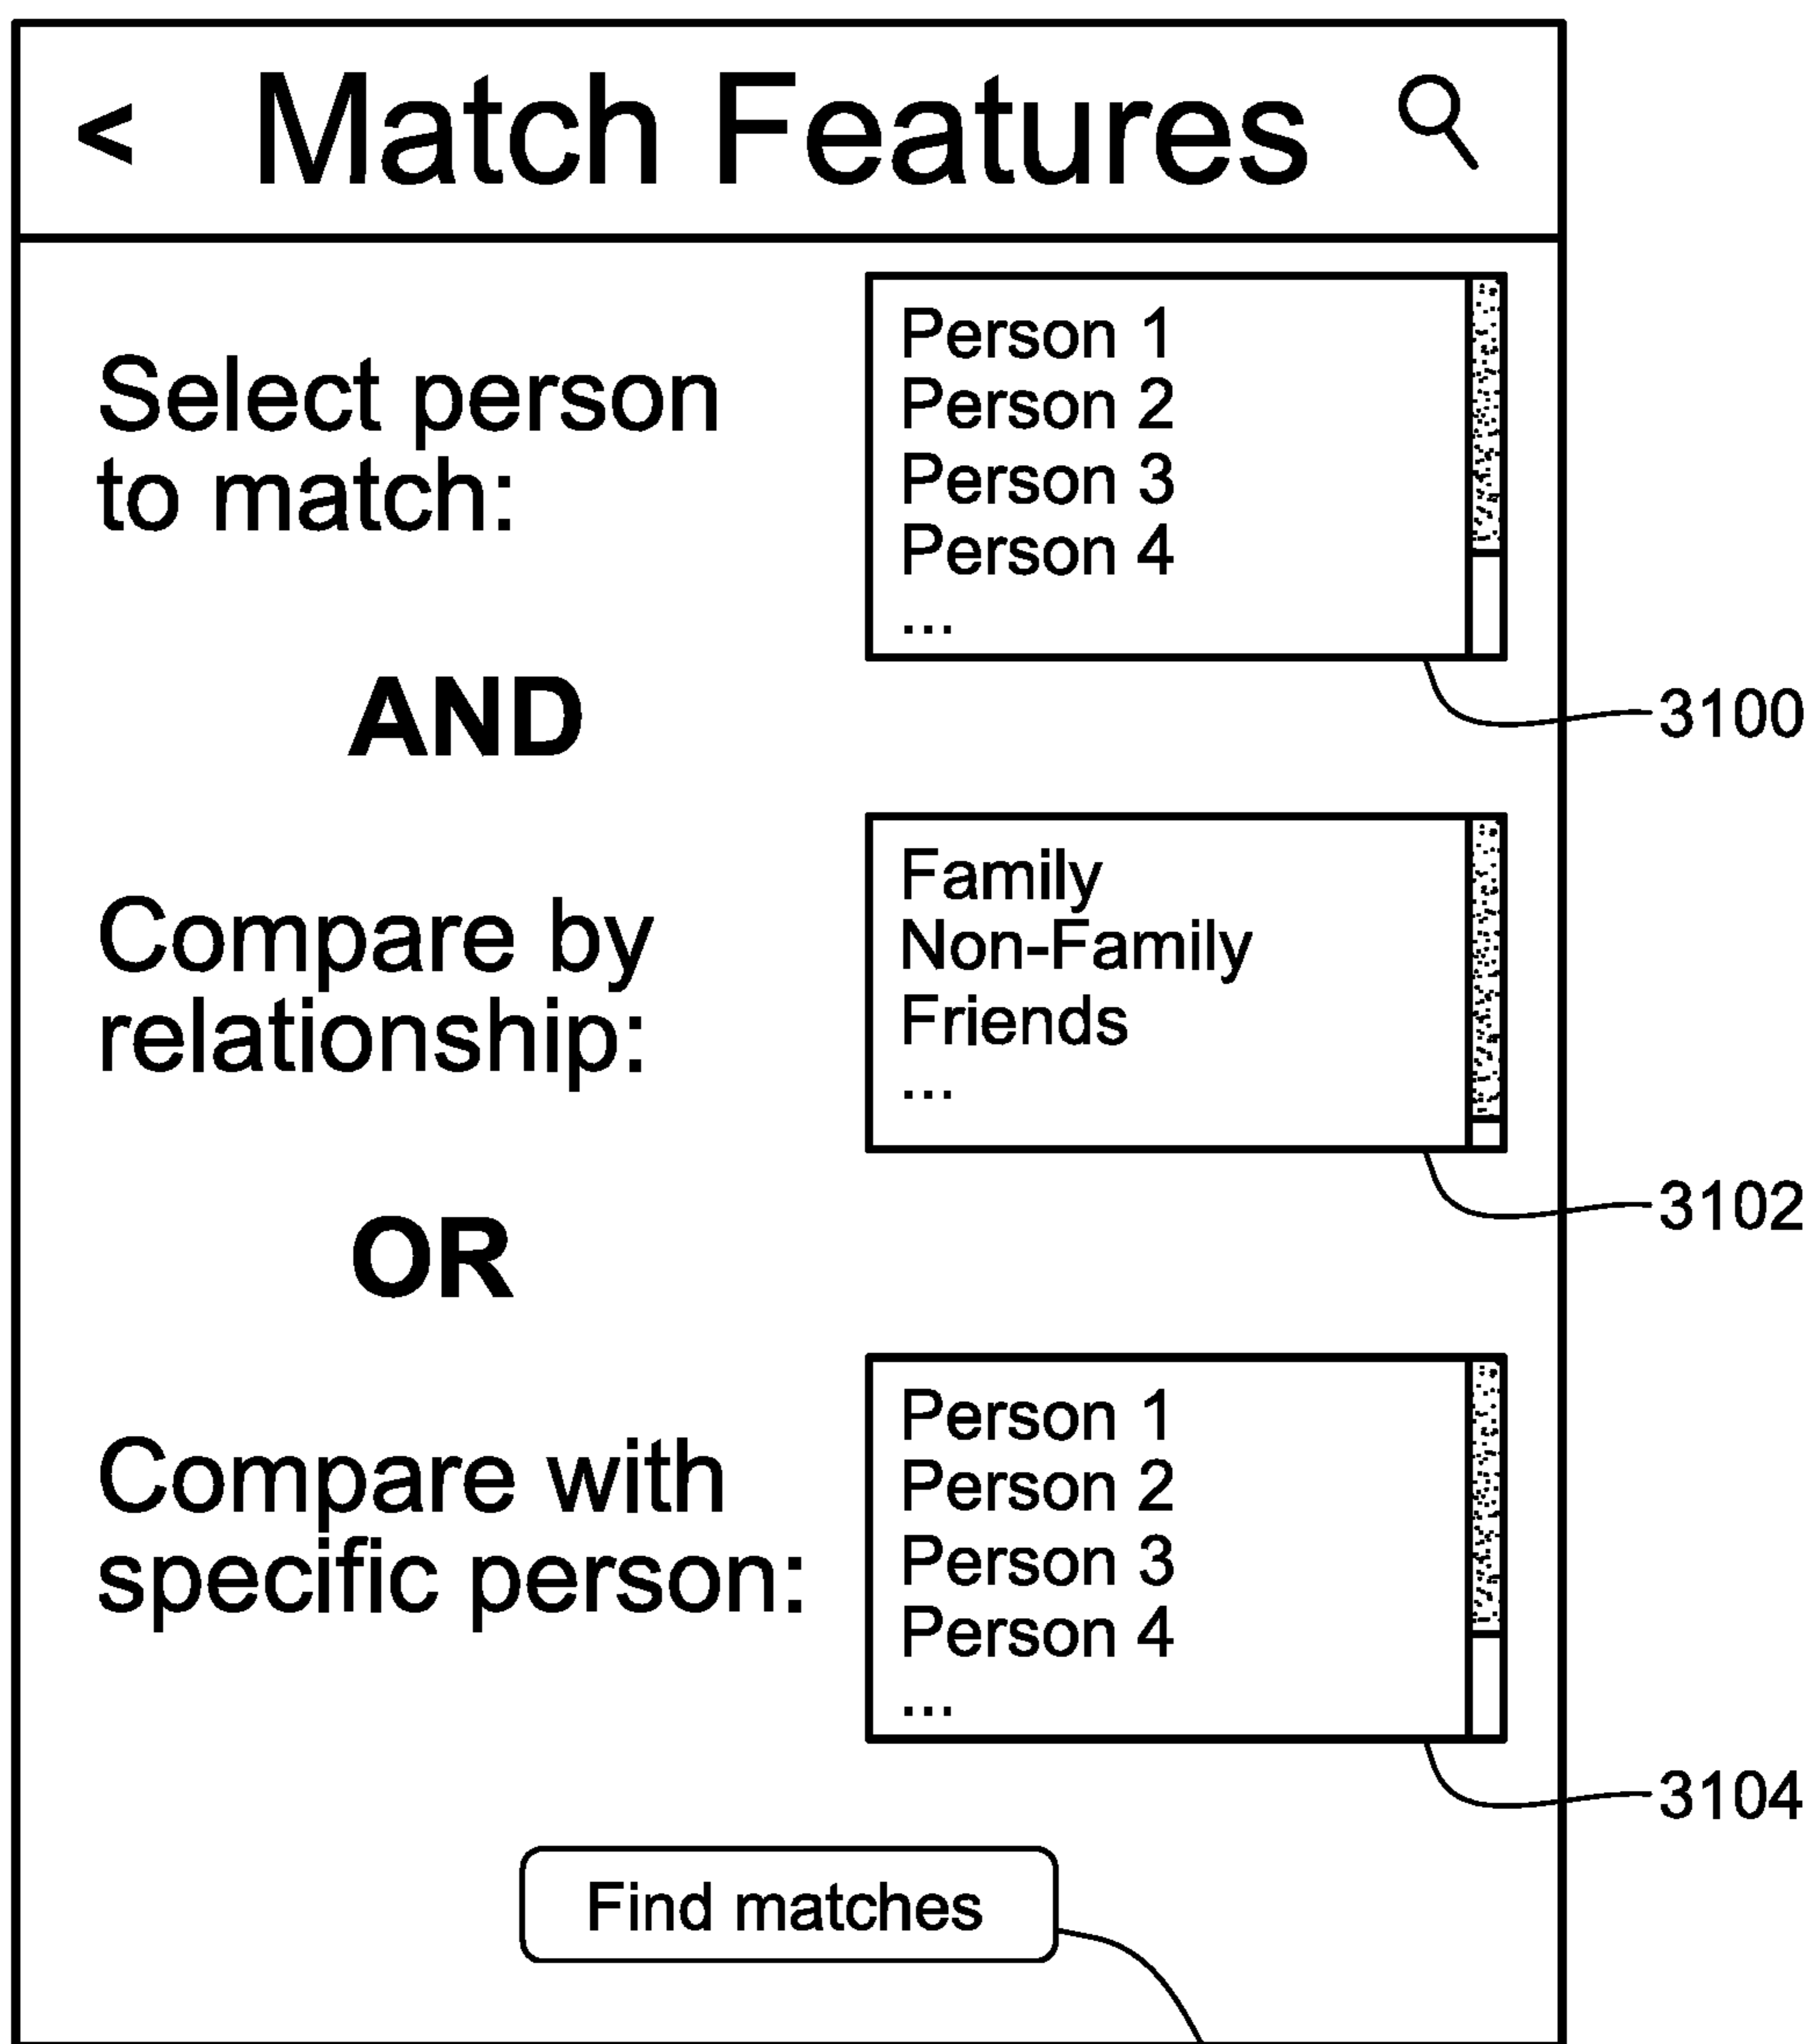 < Match Features
Select person
to match:
Person 1
Person 2
Person 3
Person 4
...
3100
AND
Compare by
relationship:
Family
Non-Family
Friends
...
3102
OR
Compare with
specific person:
Person 1
Person 2
Person 3
Person 4
...
3104
Find matches